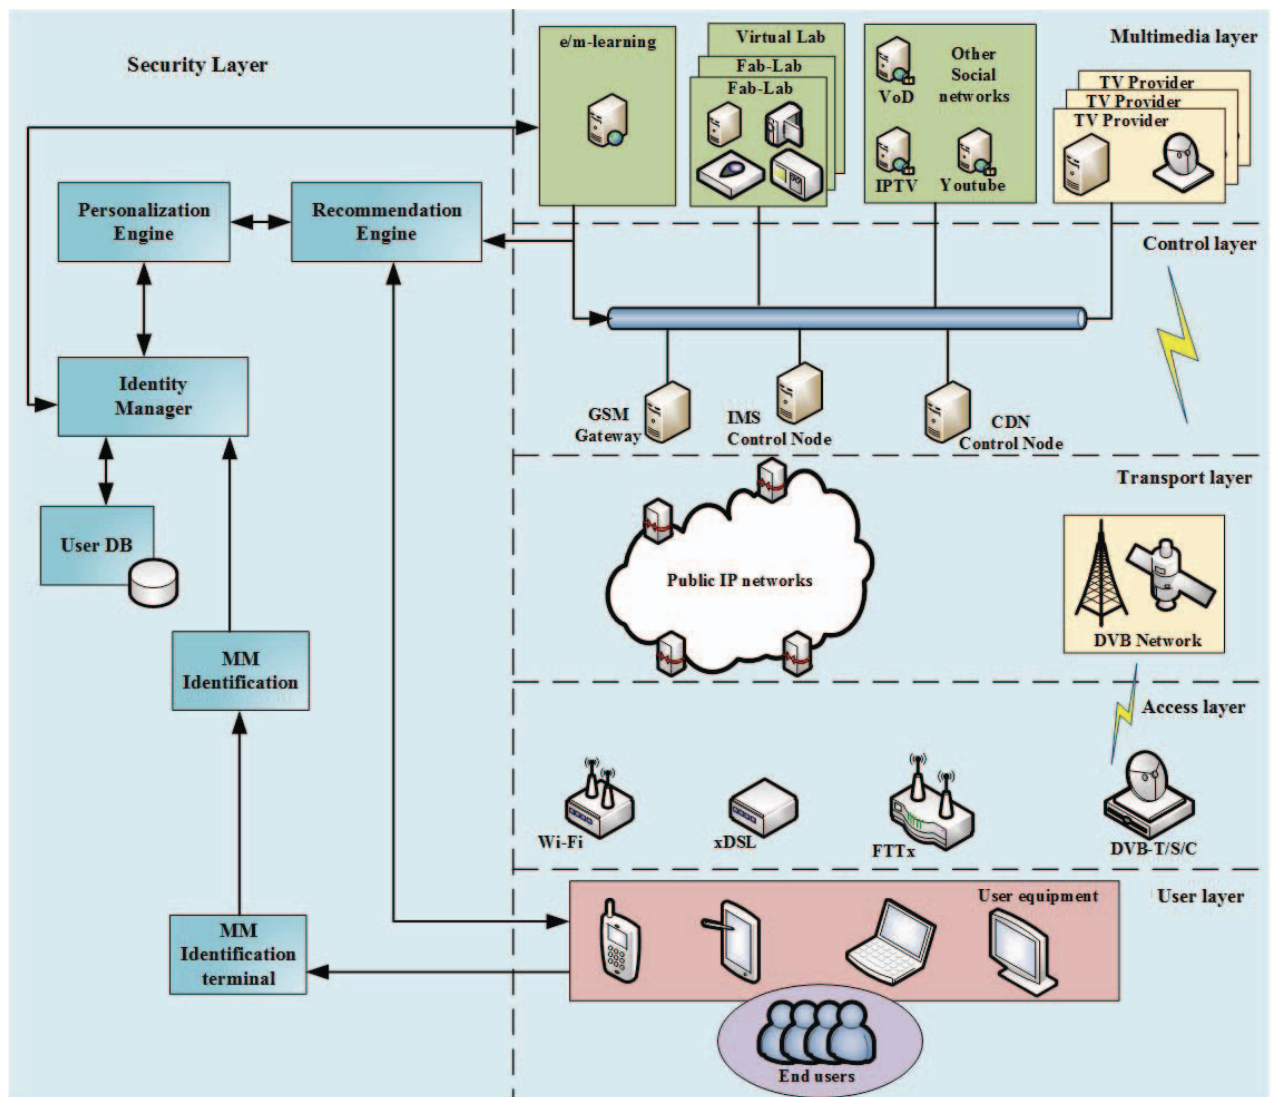 Security Layer
Personalization
Engine
Recommendation
Engine
Identity
Manager
User DB
MM
Identification
MM
Identification
terminal
Multimedia layer
e/m-learning
Virtual Lab
Fab-Lab
Fab-Lab
VoD
Other
Social
networks
IPTV
Youtube
TV Provider
TV Provider
TV Provider
Control layer
GSM
Gateway
IMS
Control Node
CDN
Control Node
Transport layer
Public IP networks
DVB Network
Access layer
Wi-Fi
xDSL
FTTx
DVB-T/S/C
User layer
User equipment
End users